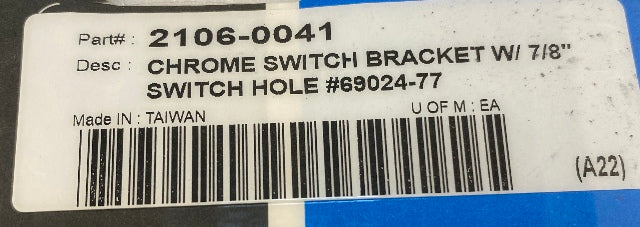 Part# : 2106-0041
Desc : CHROME SWITCH BRACKET W/ 7/8"
SWITCH HOLE #69024-77
Made IN : TAIWAN U OF M : EA
(A22)